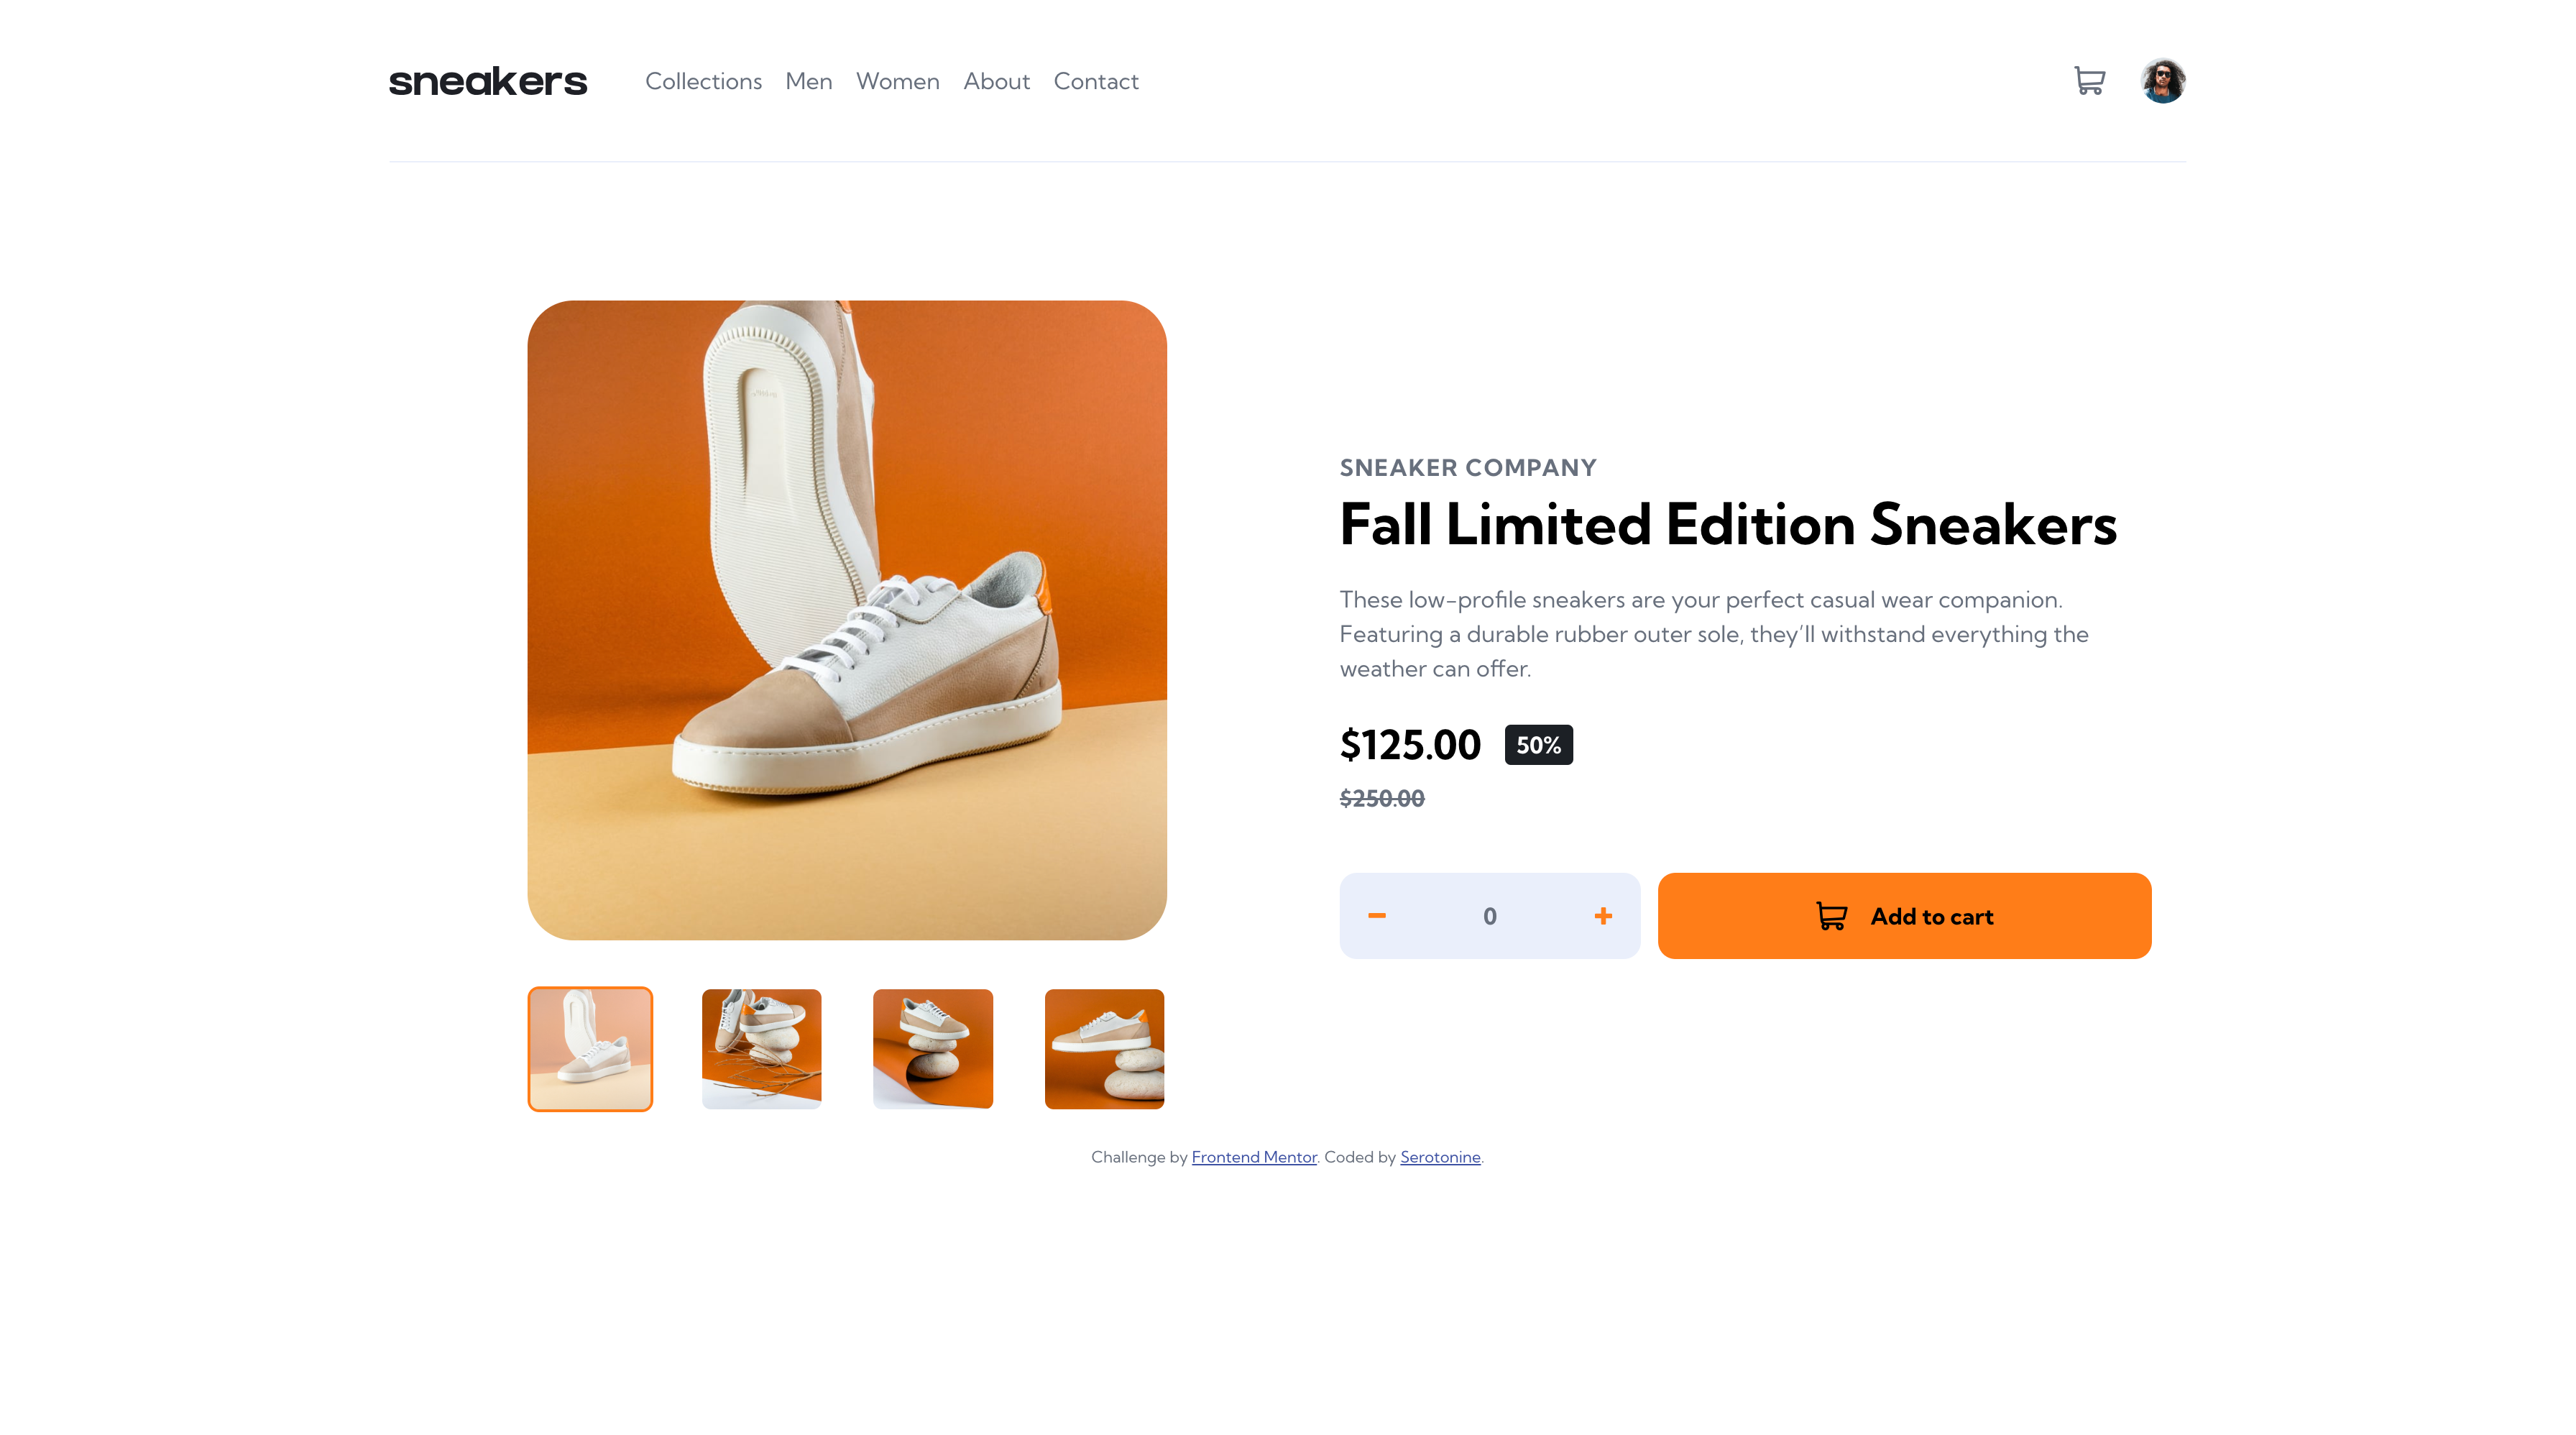 sneakers
Collections Men Women About Contact
SNEAKER COMPANY
Fall Limited Edition Sneakers
These low-profile sneakers are your perfect casual wear companion.
Featuring a durable rubber outer sole, they’ll withstand everything the
weather can offer.
$125.00 50%
$250.00
0
Add to cart
Challenge by Frontend Mentor. Coded by Serotonine.